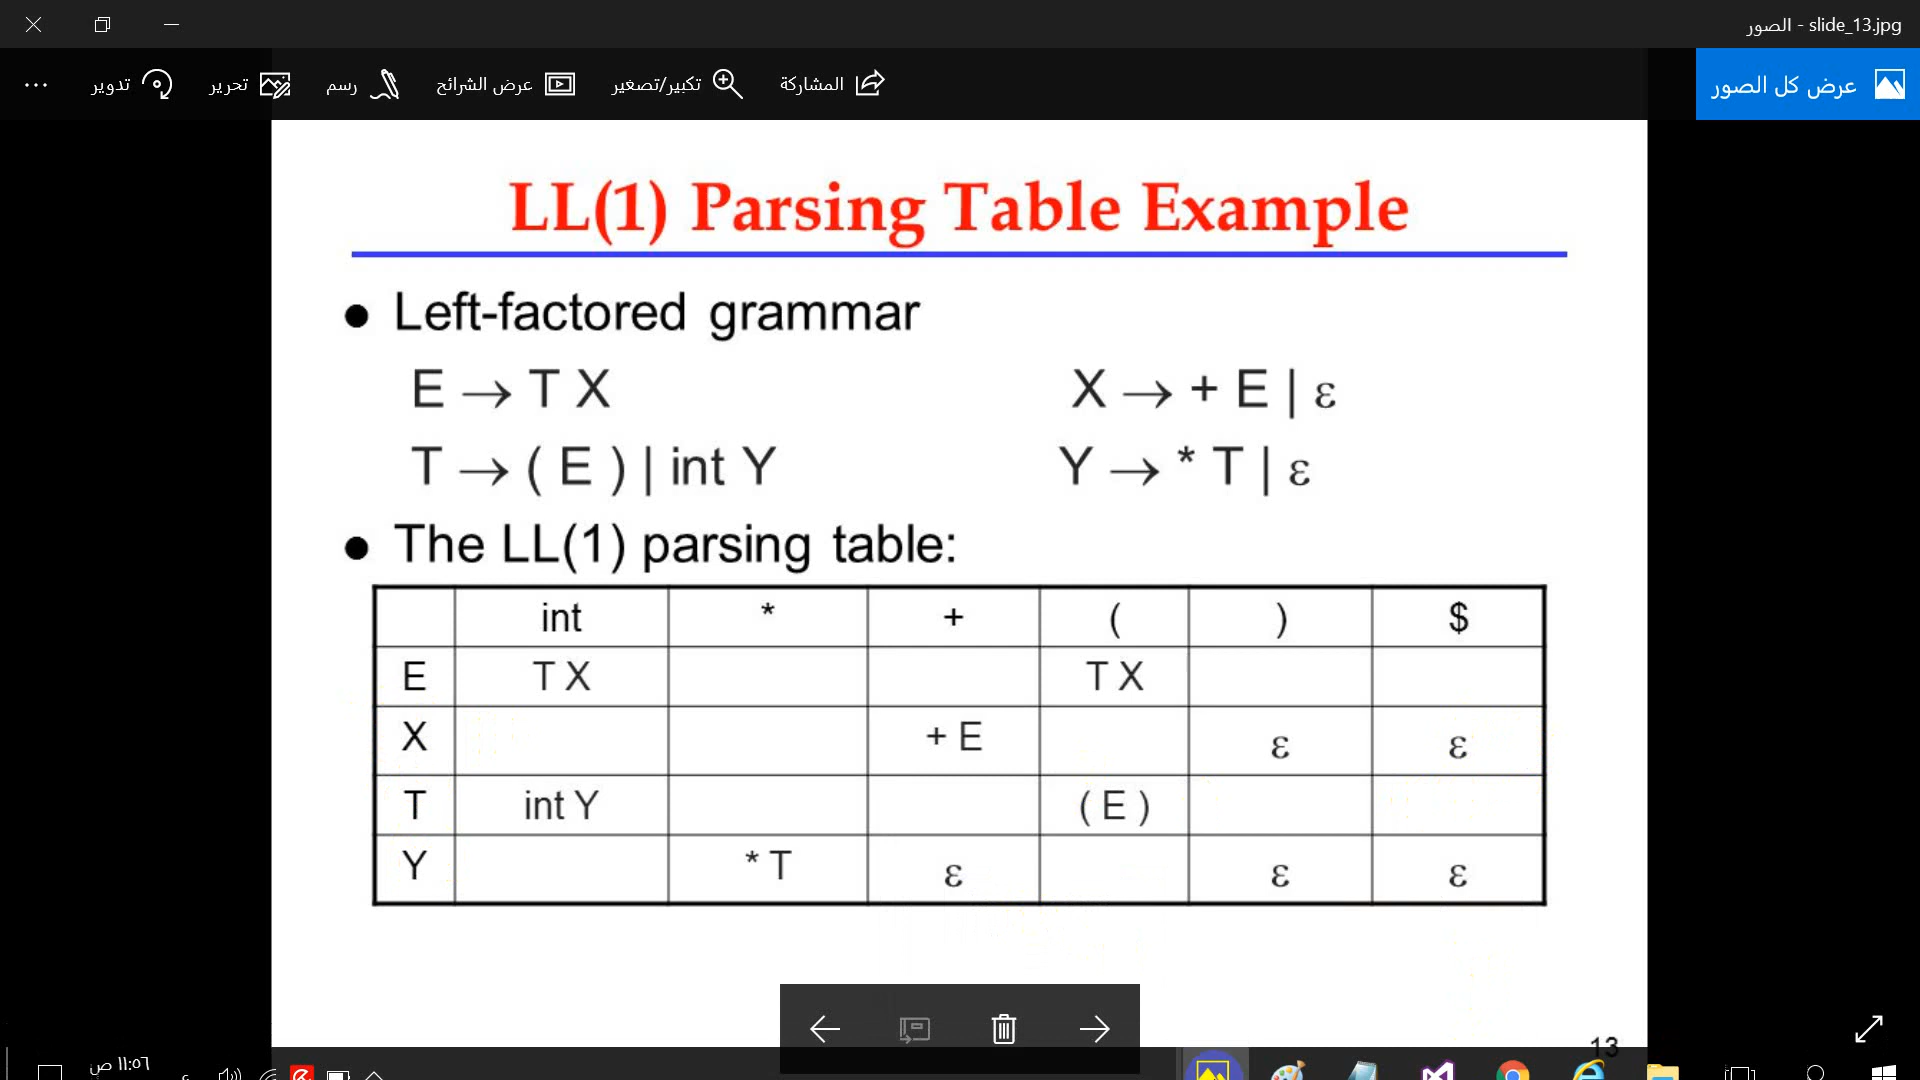 slide_13.jpg - الصور
عرض كل الصور
المشاركة
تكبير/تصغير
عرض الشرائح
رسم
تحرير
تدوير
LL(1) Parsing Table Example
● Left-factored grammar
E → T X X → + E | ε
T → ( E ) | int Y Y → * T | ε
● The LL(1) parsing table:
int * + ( ) $
E T X T X
X + E ε ε
T int Y ( E )
Y * T ε ε ε
13
١١:٥٦ ص